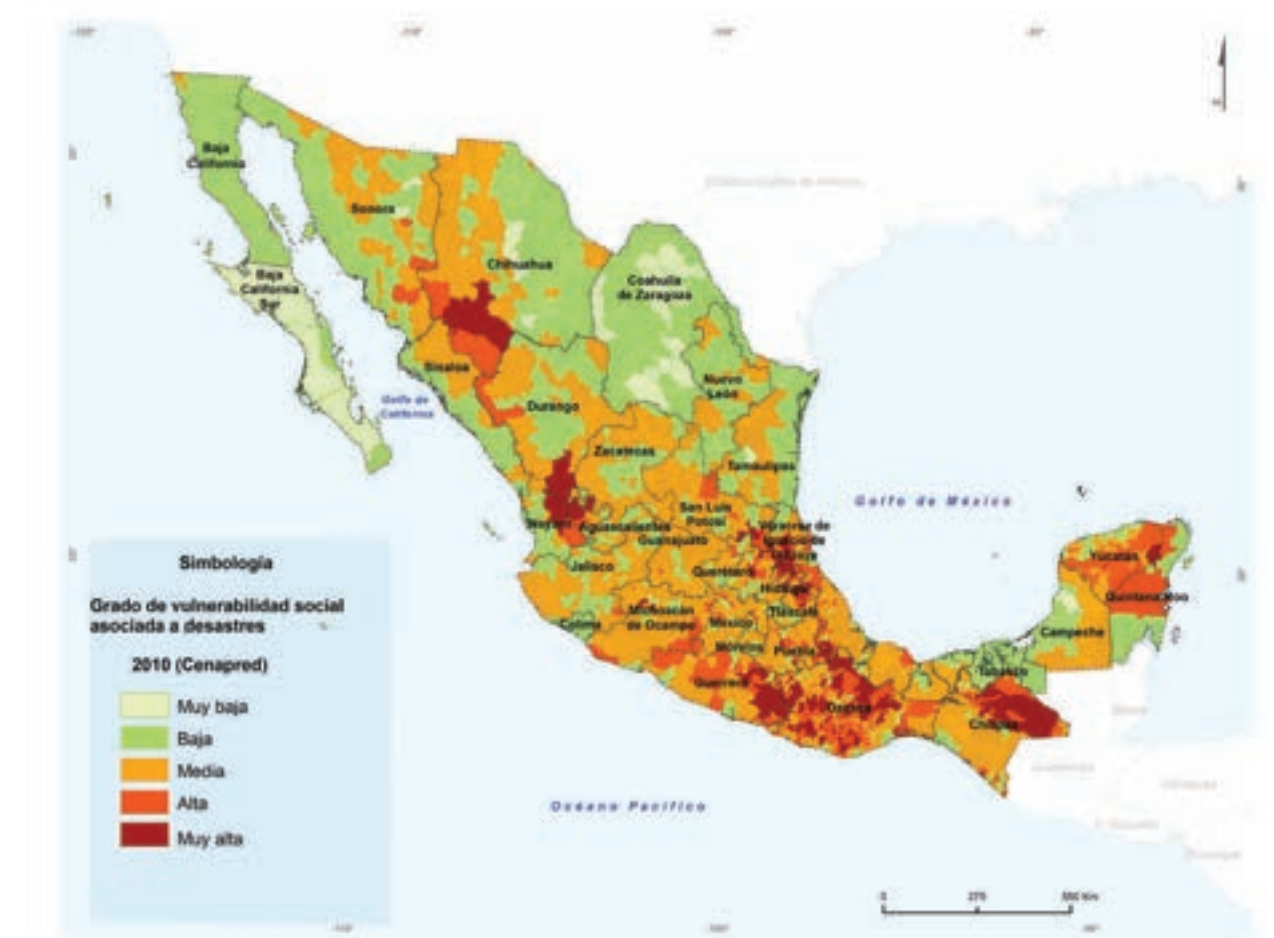 Baja
California
Sonora
Chihuahua
Coahuila
de Zaragoza
Baja
California
Sur
Sinaloa
Nuevo
León
Golfo de
California
Durango
Zacatecas
Tamaulipas
Golfo de México
San Luis
Potosí
Nayarit
Aguascalientes
Veracruz de
Guanajuato
Yucatán
Jalisco
Querétaro
Hidalgo
Quintana Roo
Michoacán
de Ocampo
México
Tlaxcala
Colima
Campeche
Morelos
Puebla
Tabasco
Guerrero
Oaxaca
Chiapas
Océano Pacífico
Simbología
Grado de vulnerabilidad social
asociada a desastres
2010 (Cenapred)
Muy baja
Baja
Media
Alta
Muy alta
0
275
550 Km